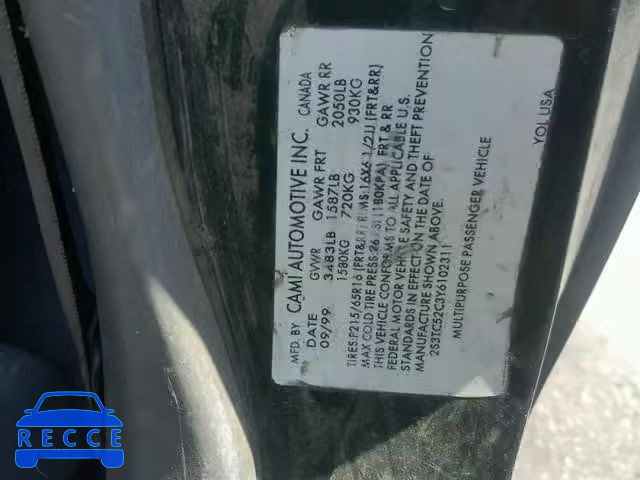 MFD. BY CAMI AUTOMOTIVE INC. CANADA
DATE GVWR GAWR FRT GAWR RR
09/99 3483LB 1587LB 2050LB
1580KG 720KG 930KG
TIRES:P215/65R16 (FRT&RR) RIMS:16X6 1/2JJ (FRT&RR)
MAX COLD TIRE PRESS:26 PSI (180KPA) FRT & RR
THIS VEHICLE CONFORMS TO ALL APPLICABLE U.S.
FEDERAL MOTOR VEHICLE SAFETY AND THEFT PREVENTION
STANDARDS IN EFFECT ON THE DATE OF
MANUFACTURE SHOWN ABOVE.
2S3TC52C3Y6102311
MULTIPURPOSE PASSENGER VEHICLE
YOL USA
RECCE